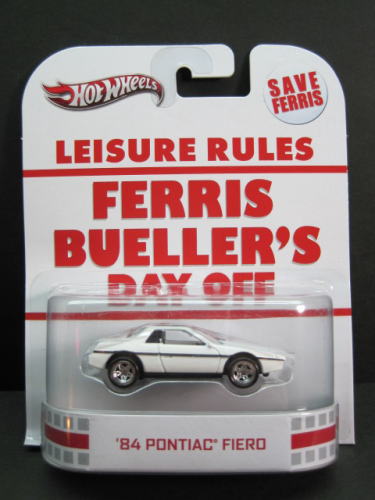 HOT WHEELS
SAVE
FERRIS
LEISURE RULES
FERRIS
BUELLER'S
DAY OFF
'84 PONTIAC® FIERO